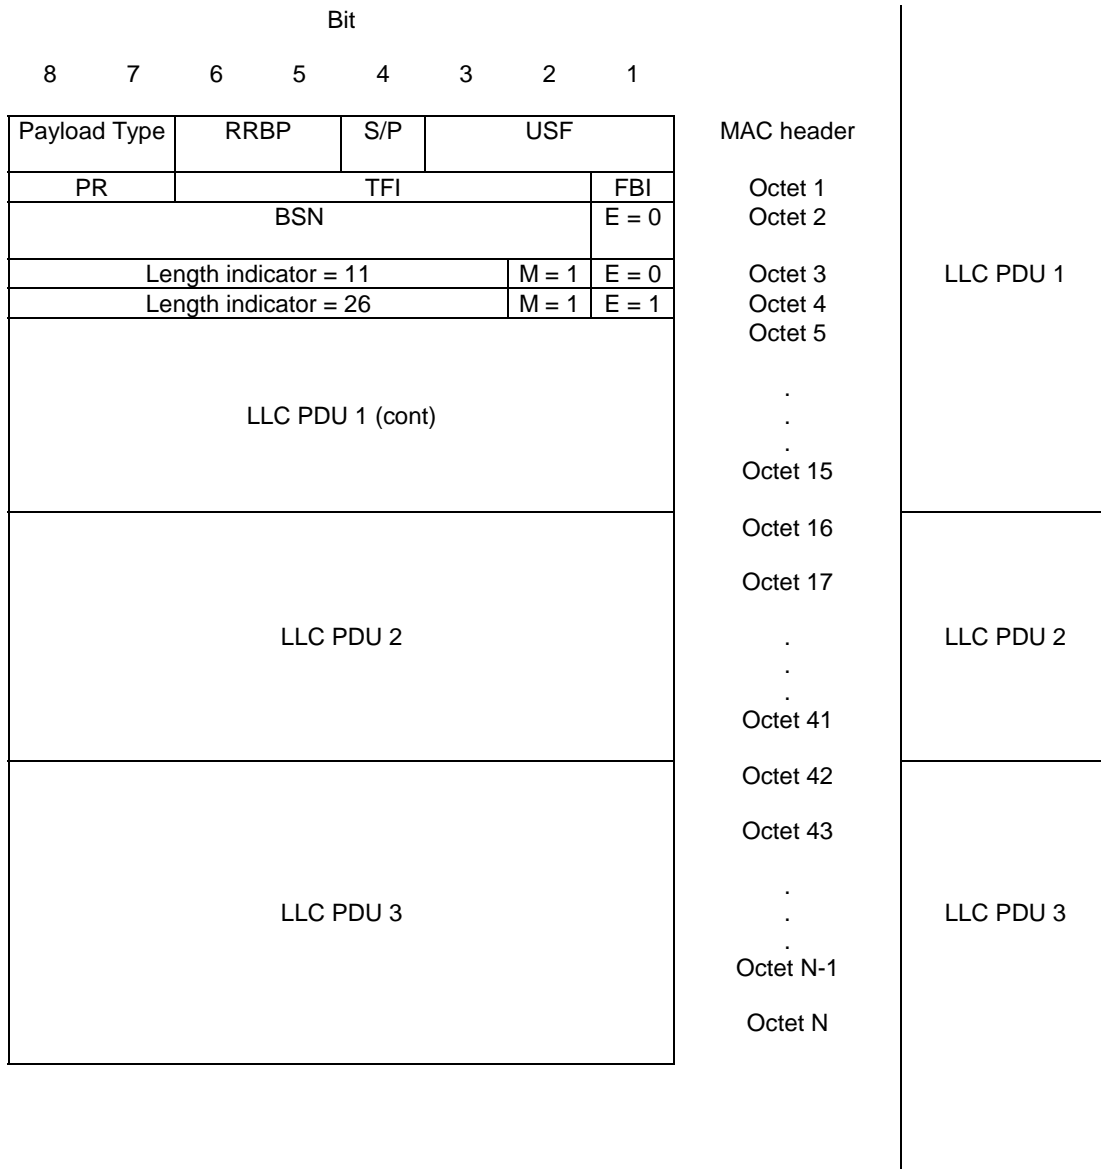 Bit
8 7 6 5 4 3 2 1
Payload Type RRBP S/P USF MAC header
PR TFI FBI Octet 1
BSN E = 0 Octet 2
Length indicator = 11 M = 1 E = 0 Octet 3 LLC PDU 1
Length indicator = 26 M = 1 E = 1 Octet 4
Octet 5
.
LLC PDU 1 (cont) .
.
Octet 15
Octet 16
Octet 17
LLC PDU 2 . LLC PDU 2
.
.
Octet 41
Octet 42
Octet 43
.
LLC PDU 3 . LLC PDU 3
.
Octet N-1
Octet N